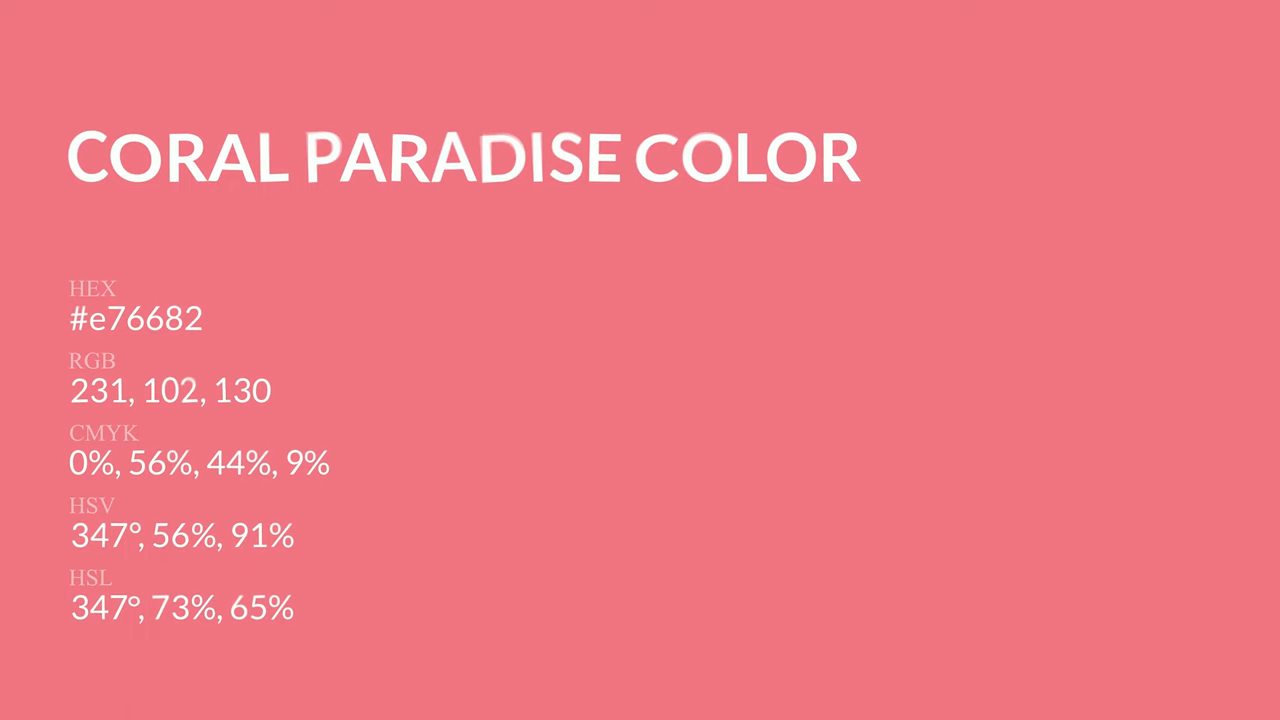 CORAL PARADISE COLOR
HEX
#e76682
RGB
231, 102, 130
CMYK
0%, 56%, 44%, 9%
HSV
347°, 56%, 91%
HSL
347°, 73%, 65%